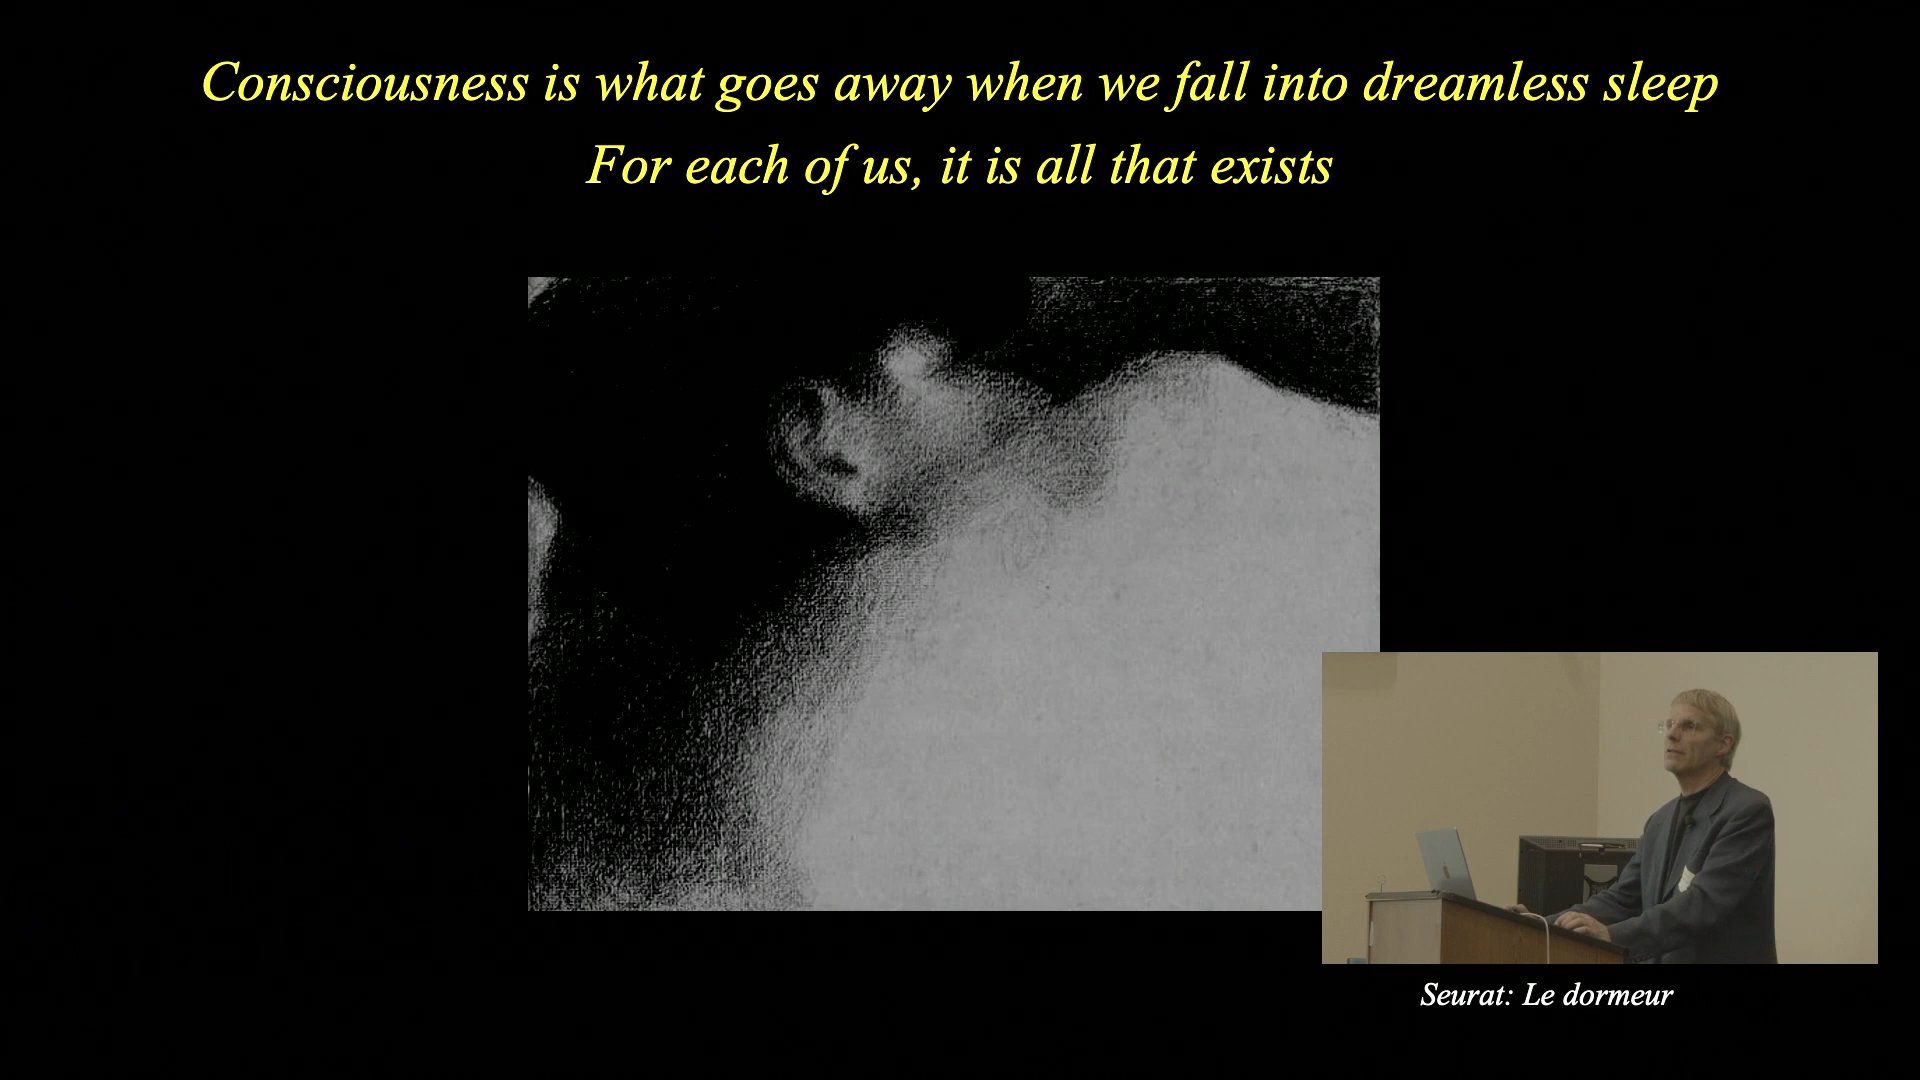 Consciousness is what goes away when we fall into dreamless sleep
For each of us, it is all that exists
Seurat: Le dormeur